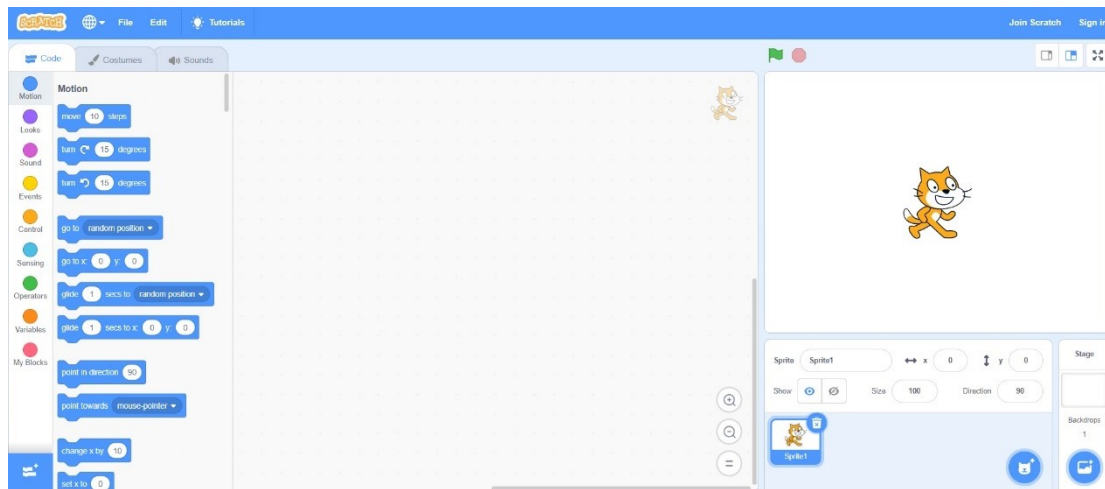 SCRATCH File Edit Tutorials Join Scratch Sign in
Code Costumes Sounds
Motion
Looks
Sound
Events
Control
Sensing
Operators
Variables
My Blocks
Motion
move 10 steps
turn 15 degrees
turn 15 degrees
go to random position
go to x: 0 y: 0
glide 1 secs to random position
glide 1 secs to x: 0 y: 0
point in direction 90
point towards mouse-pointer
change x by 10
set x to 0
Sprite Sprite1 x 0 y 0
Show Size 100 Direction 90
Sprite1
Stage
Backdrops
1